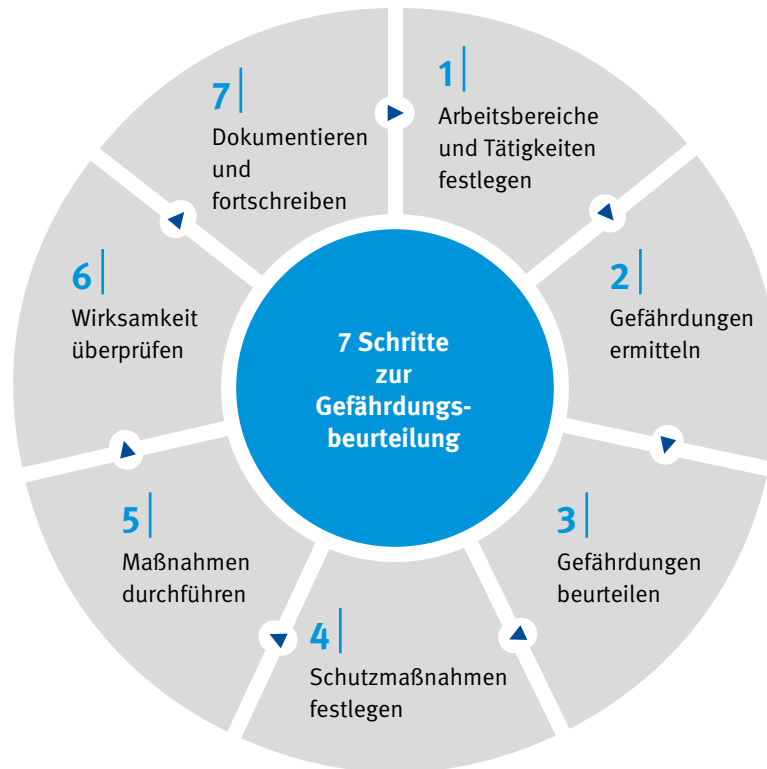 7 Schritte
zur
Gefährdungs-
beurteilung
1
Arbeitsbereiche
und Tätigkeiten
festlegen
2
Gefährdungen
ermitteln
3
Gefährdungen
beurteilen
4
Schutzmaßnahmen
festlegen
5
Maßnahmen
durchführen
6
Wirksamkeit
überprüfen
7
Dokumentieren
und
fortschreiben